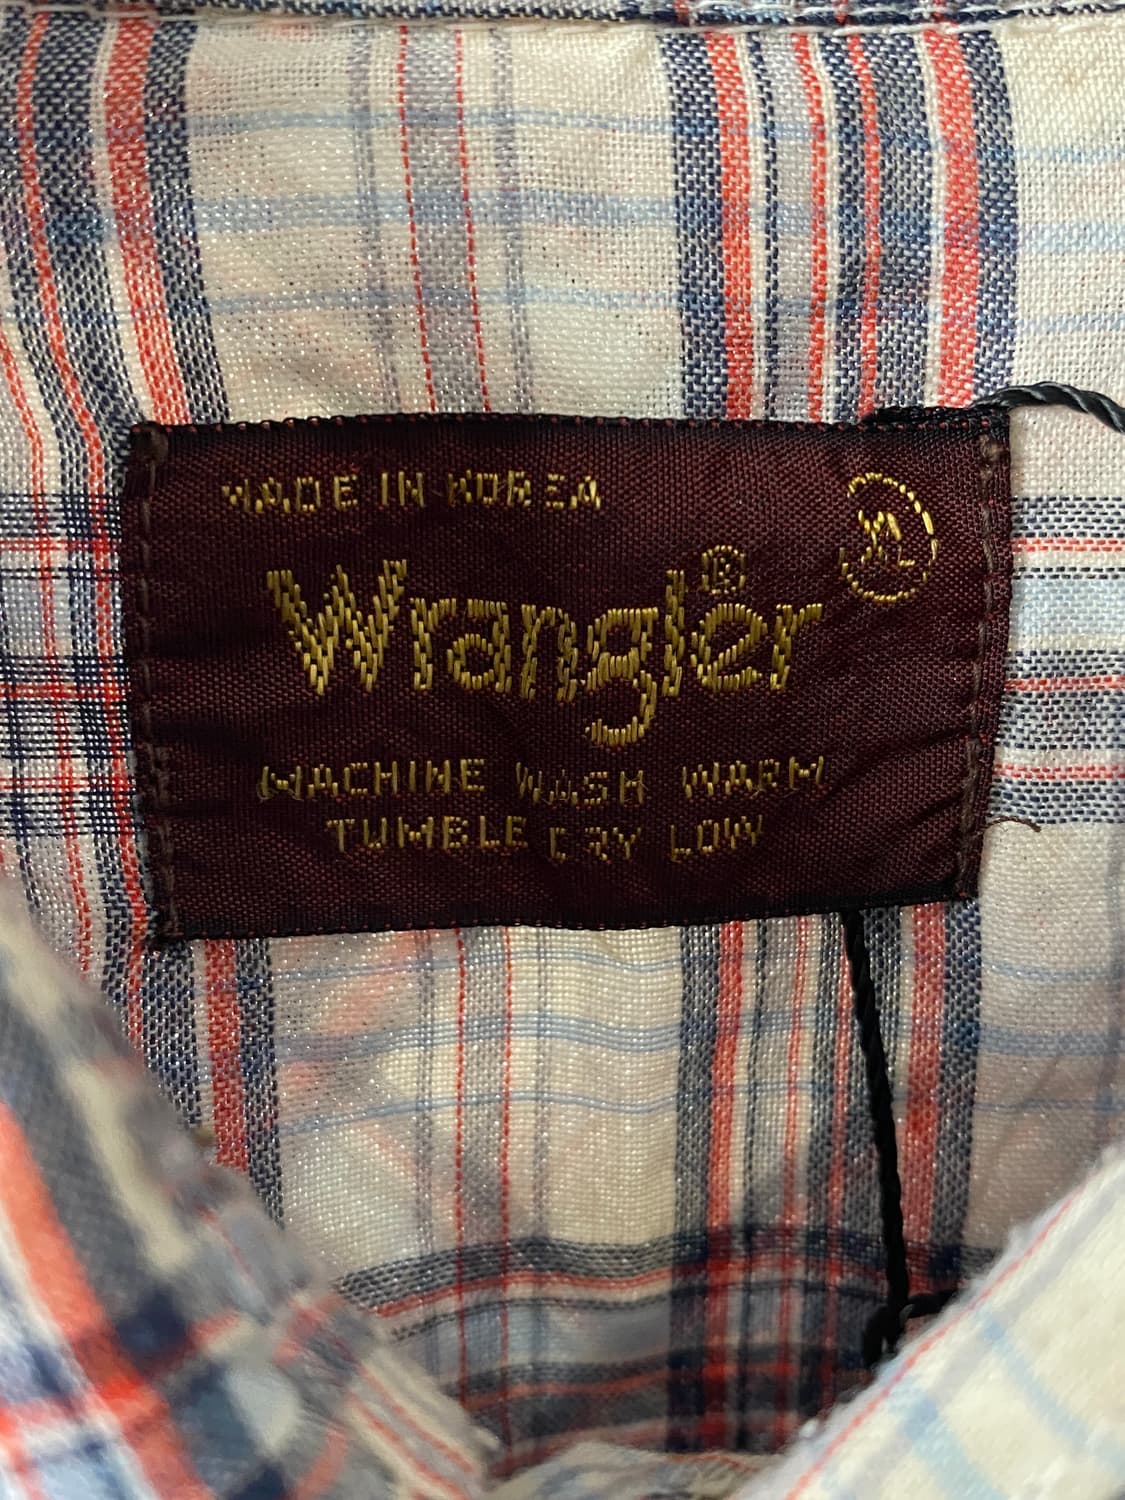 MADE IN KOREA
XL
Wrangler®
MACHINE WASH WARM
TUMBLE DRY LOW